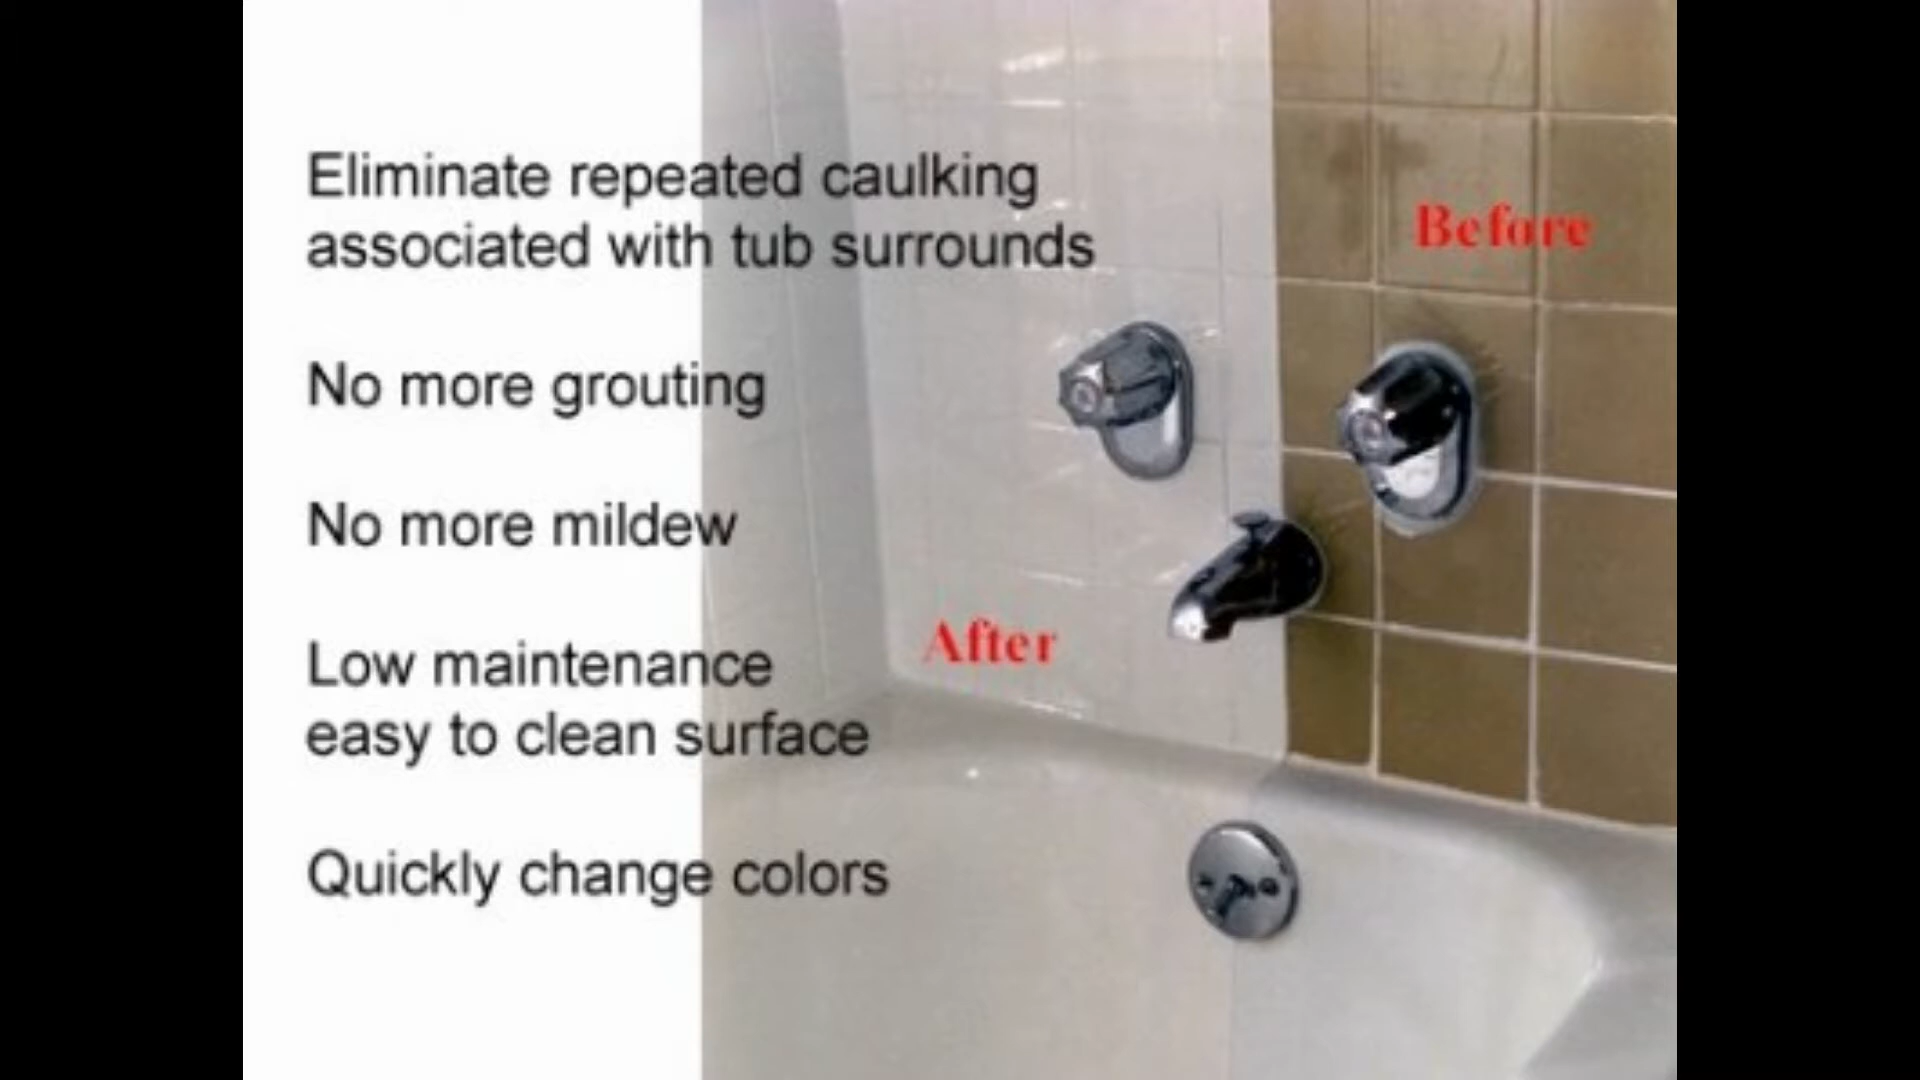 Eliminate repeated caulking
associated with tub surrounds
Before
No more grouting
No more mildew
After
Low maintenance
easy to clean surface
Quickly change colors